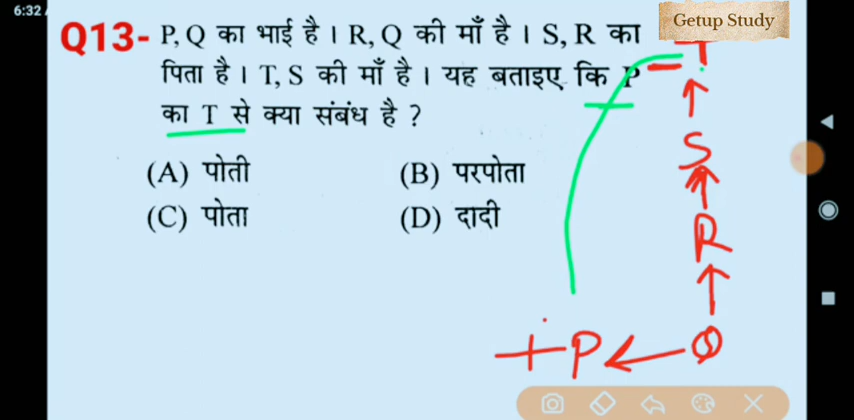 6:32
Getup Study
Q13- P, Q का भाई है । R, Q की माँ है । S, R का
पिता है । T, S की माँ है । यह बताइए कि P
का T से क्या संबंध है ?
(A) पोती (B) परपोता
(C) पोता (D) दादी
T
S
R
+P Q